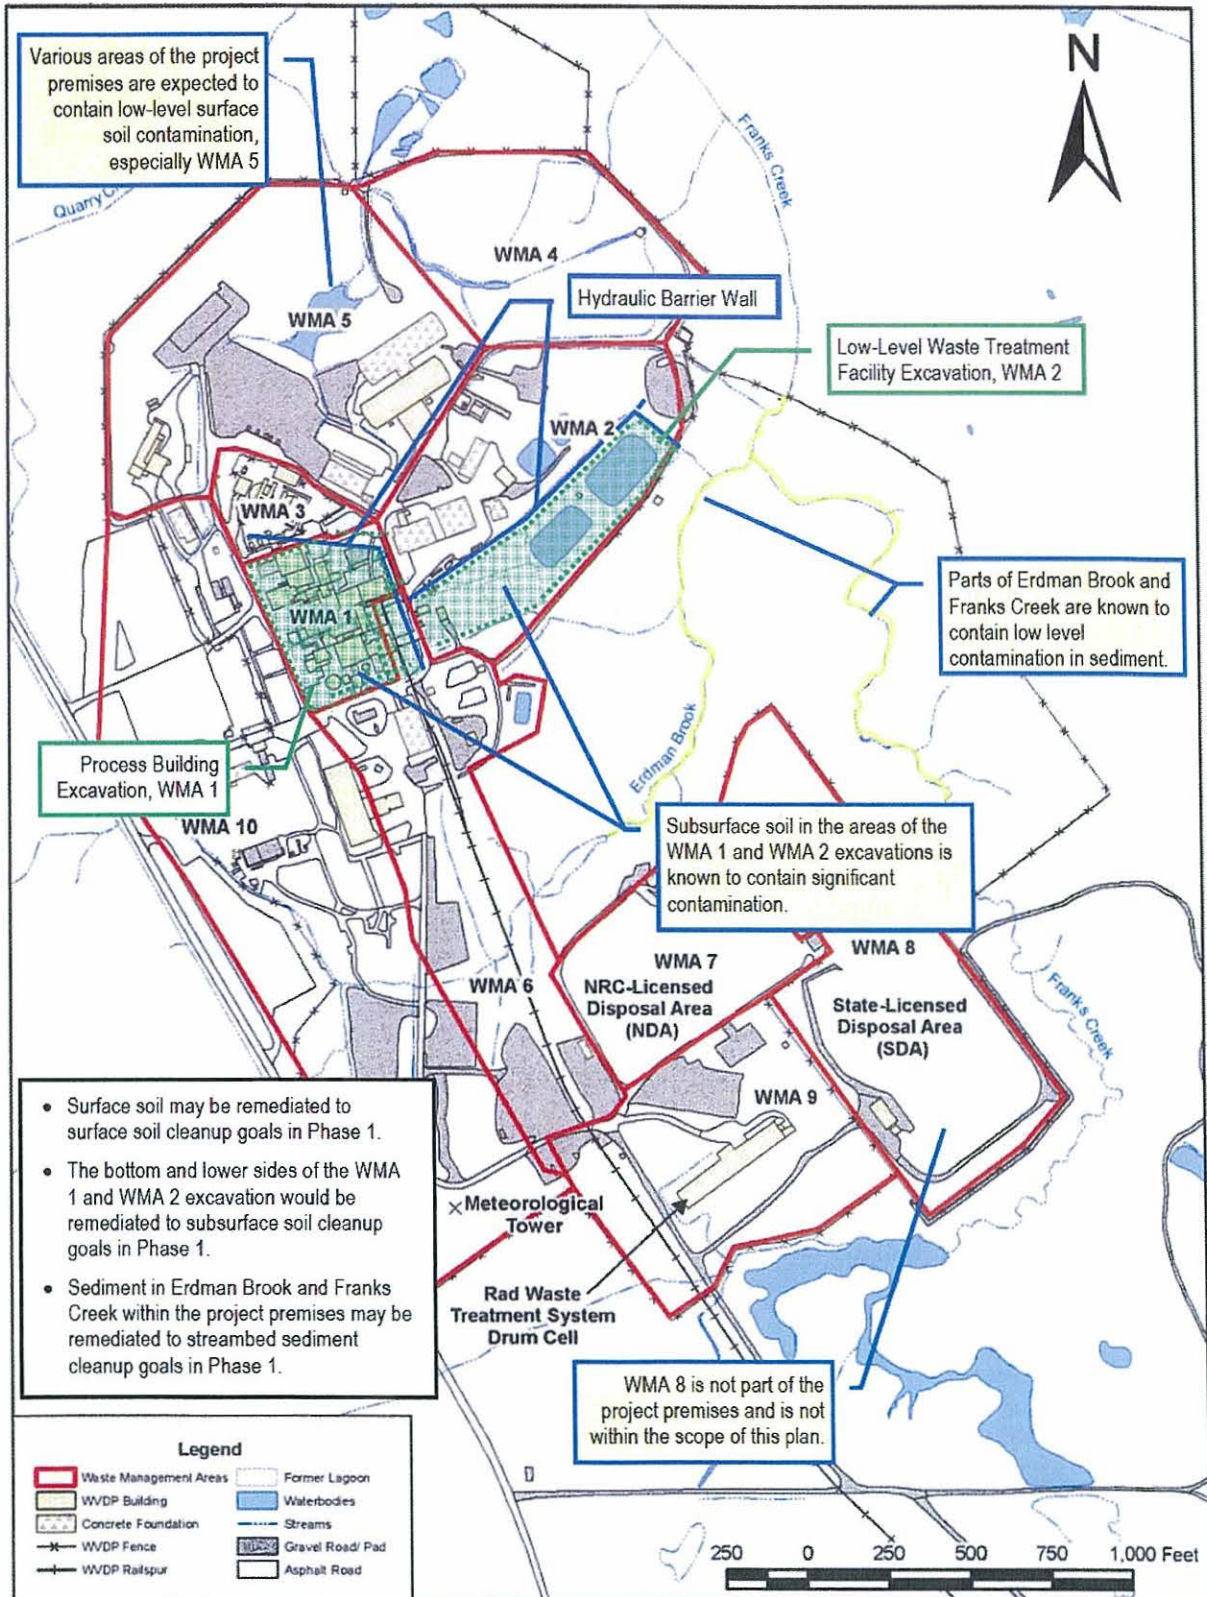 Various areas of the project
premises are expected to
contain low-level surface
soil contamination,
especially WMA 5
N
Franks Creek
Quarry
WMA 4
Hydraulic Barrier Wall
WMA 5
Low-Level Waste Treatment
Facility Excavation, WMA 2
WMA 2
WMA 3
Parts of Erdman Brook and
Franks Creek are known to
contain low level
contamination in sediment.
WMA 1
Erdman Brook
Process Building
Excavation, WMA 1
WMA 10
Subsurface soil in the areas of the
WMA 1 and WMA 2 excavations is
known to contain significant
contamination.
WMA 8
WMA 7
NRC-Licensed
Disposal Area
(NDA)
WMA 6
State-Licensed
Disposal Area
(SDA)
Franks Creek
WMA 9
• Surface soil may be remediated to
surface soil cleanup goals in Phase 1.
• The bottom and lower sides of the WMA
1 and WMA 2 excavation would be
remediated to subsurface soil cleanup
goals in Phase 1.
• Sediment in Erdman Brook and Franks
Creek within the project premises may be
remediated to streambed sediment
cleanup goals in Phase 1.
Meteorological
Tower
Rad Waste
Treatment System
Drum Cell
WMA 8 is not part of the
project premises and is not
within the scope of this plan.
Legend
Waste Management Areas
WVDP Building
Concrete Foundation
WVDP Fence
WVDP Railspur
Former Lagoon
Waterbodies
Streams
Gravel Road/ Pad
Asphalt Road
250 0 250 500 750 1,000 Feet